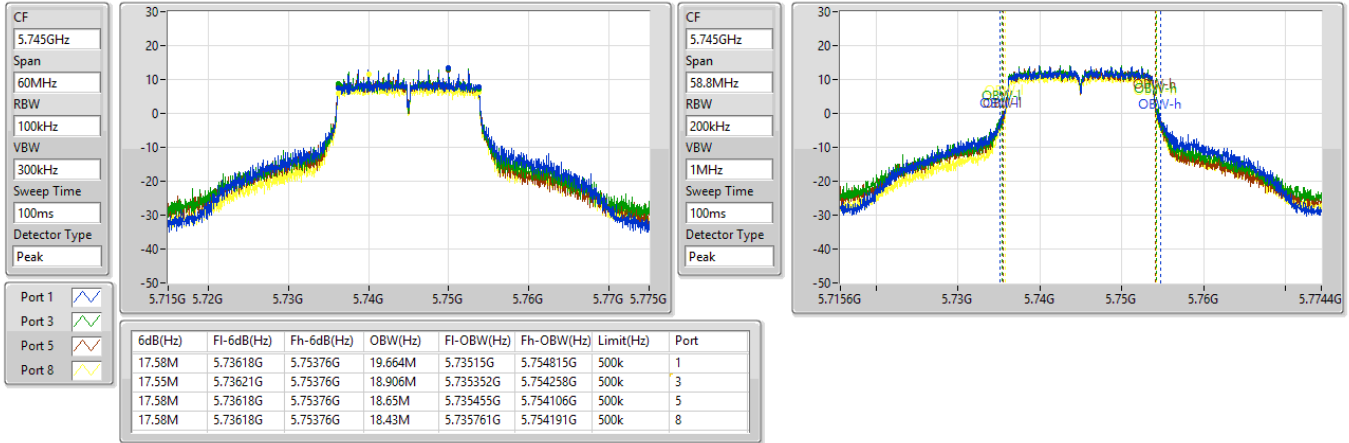 CF
5.745GHz
Span
60MHz
RBW
100kHz
VBW
300kHz
Sweep Time
100ms
Detector Type
Peak
30
20
10
0
-10
-20
-30
-40
-50
5.715G 5.72G 5.73G 5.74G 5.75G 5.76G 5.77G 5.775G
CF
5.745GHz
Span
58.8MHz
RBW
200kHz
VBW
1MHz
Sweep Time
100ms
Detector Type
Peak
30
20
10
0
-10
-20
-30
-40
-50
OBW-l
OBW-h
OBW-h
5.7156G 5.73G 5.74G 5.75G 5.76G 5.7744G
Port 1
Port 3
Port 5
Port 8
6dB(Hz) Fl-6dB(Hz) Fh-6dB(Hz) OBW(Hz) Fl-OBW(Hz) Fh-OBW(Hz) Limit(Hz) Port
17.58M 5.73618G 5.75376G 19.664M 5.73515G 5.754815G 500k 1
17.55M 5.73621G 5.75376G 18.906M 5.735352G 5.754258G 500k 3
17.58M 5.73618G 5.75376G 18.65M 5.735455G 5.754106G 500k 5
17.58M 5.73618G 5.75376G 18.43M 5.735761G 5.754191G 500k 8